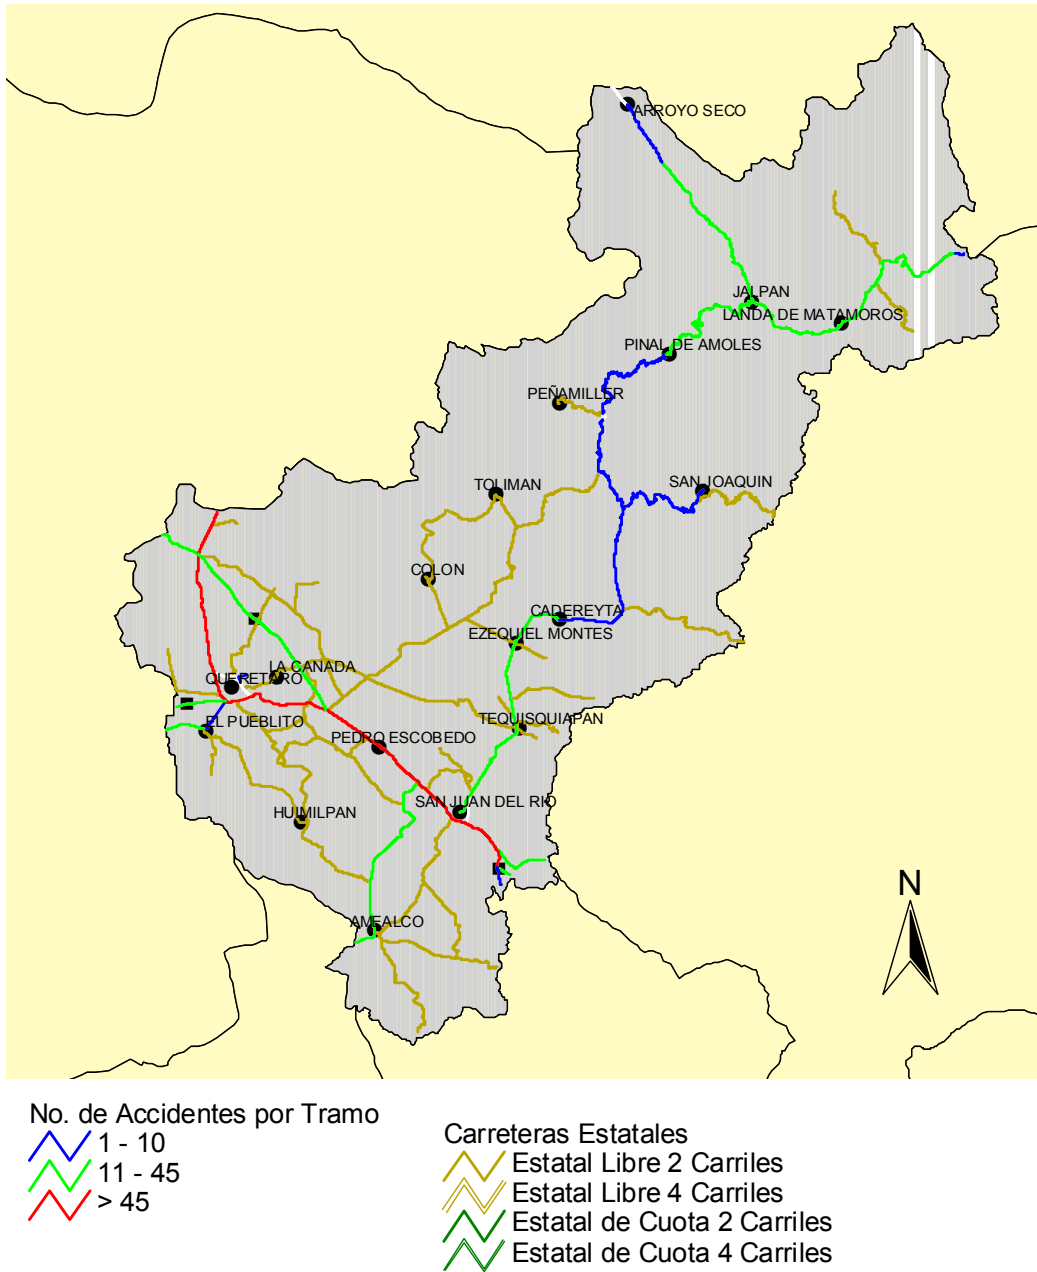 ARROYO SECO
JALPAN
LANDA DE MATAMOROS
PINAL DE AMOLES
PEÑAMILLER
SAN JOAQUIN
TOLIMAN
COLON
CADEREYTA
EZEQUIEL MONTES
LA CANADA
QUERETARO
EL PUEBLITO
TEQUISQUIAPAN
PEDRO ESCOBEDO
SAN JUAN DEL RIO
HUIMILPAN
AMEALCO
N
No. de Accidentes por Tramo
1 - 10
11 - 45
> 45
Carreteras Estatales
Estatal Libre 2 Carriles
Estatal Libre 4 Carriles
Estatal de Cuota 2 Carriles
Estatal de Cuota 4 Carriles